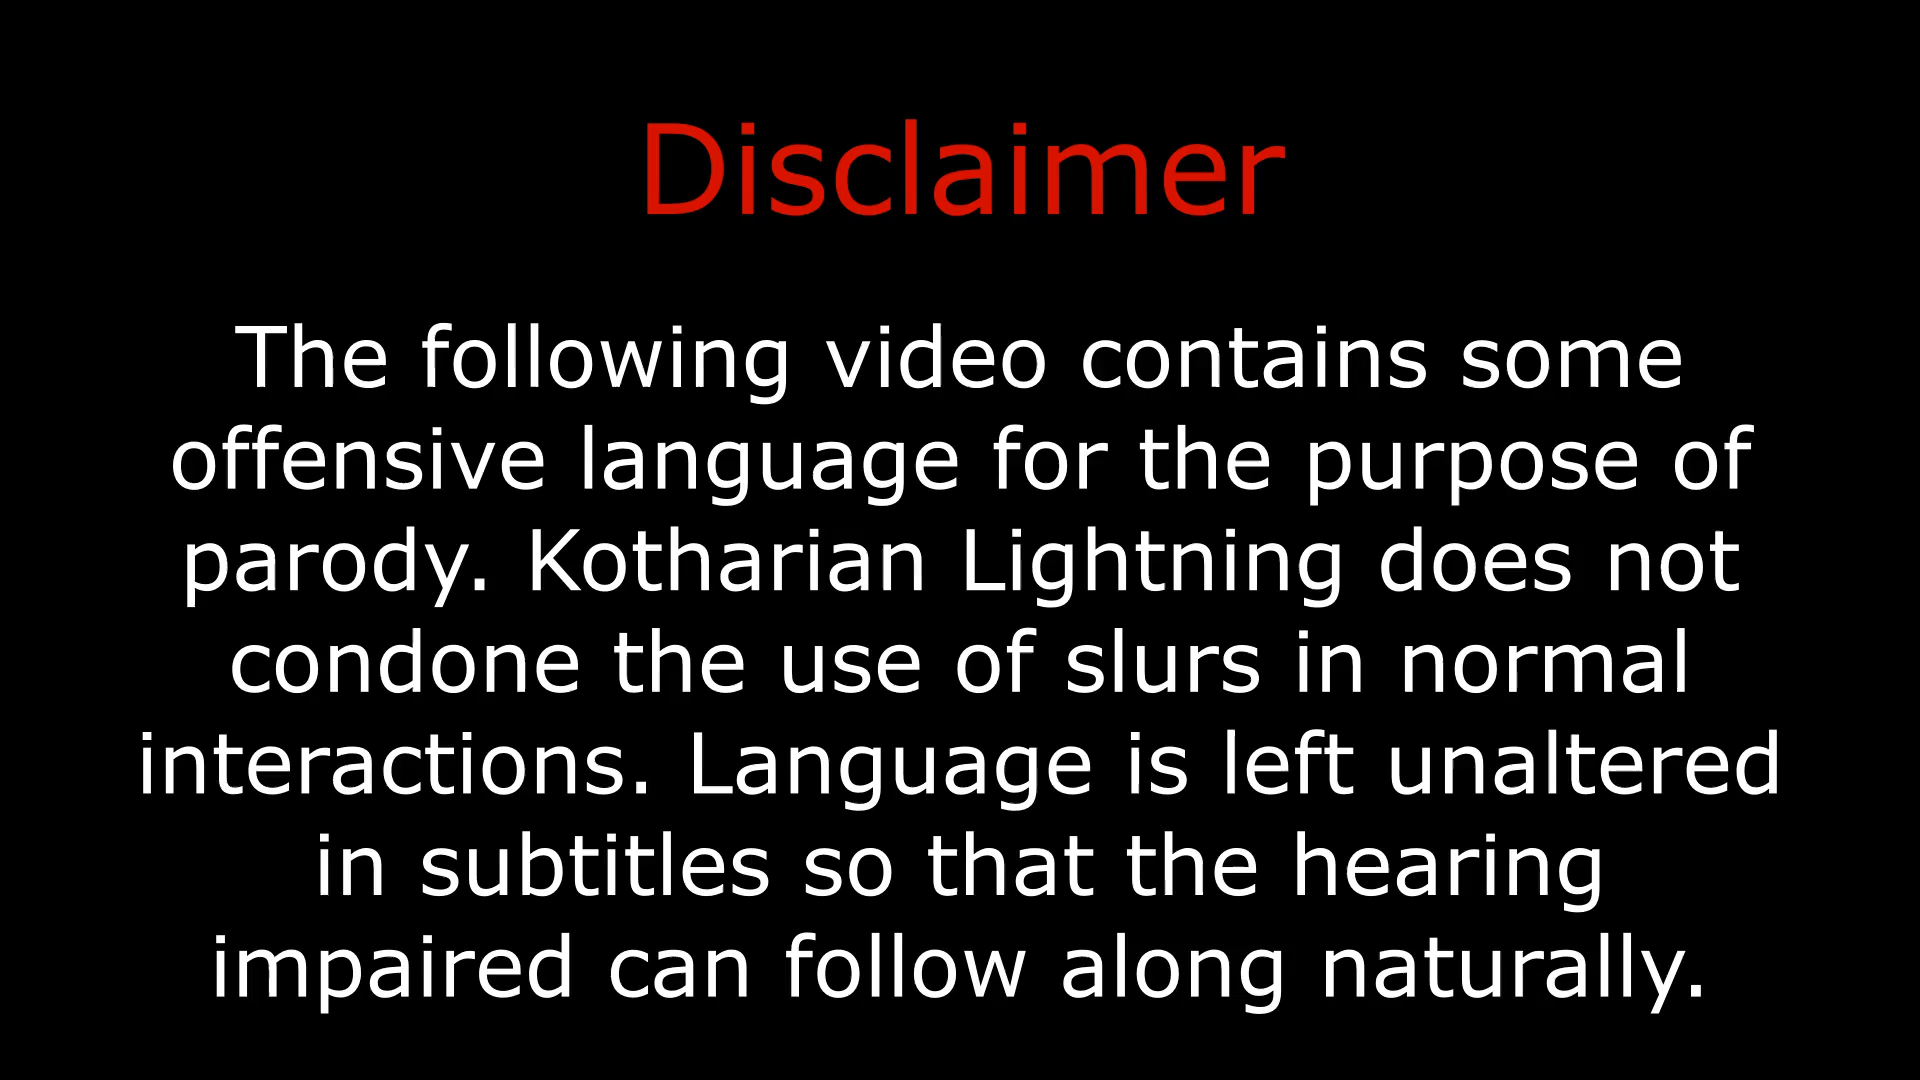 Disclaimer
The following video contains some
offensive language for the purpose of
parody. Kotharian Lightning does not
condone the use of slurs in normal
interactions. Language is left unaltered
in subtitles so that the hearing
impaired can follow along naturally.